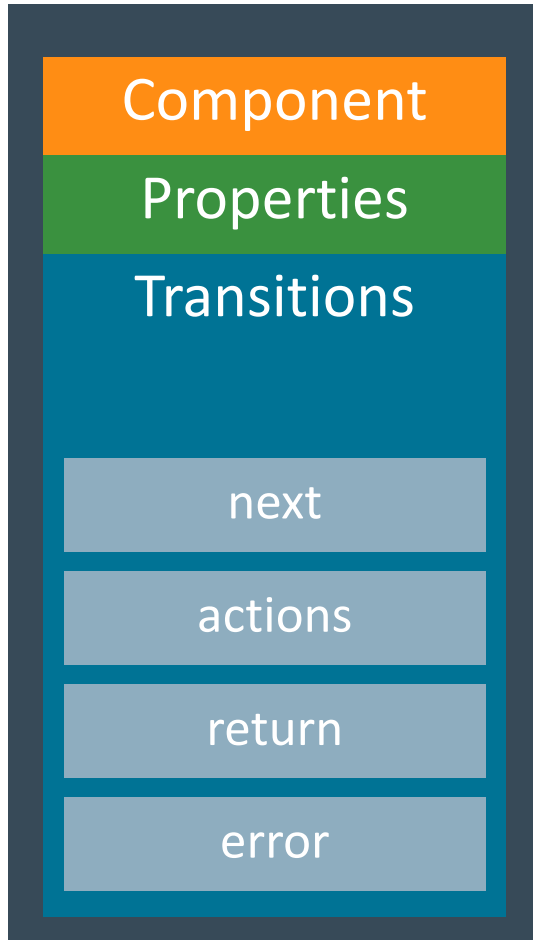 Component
Properties
Transitions
next
actions
return
error